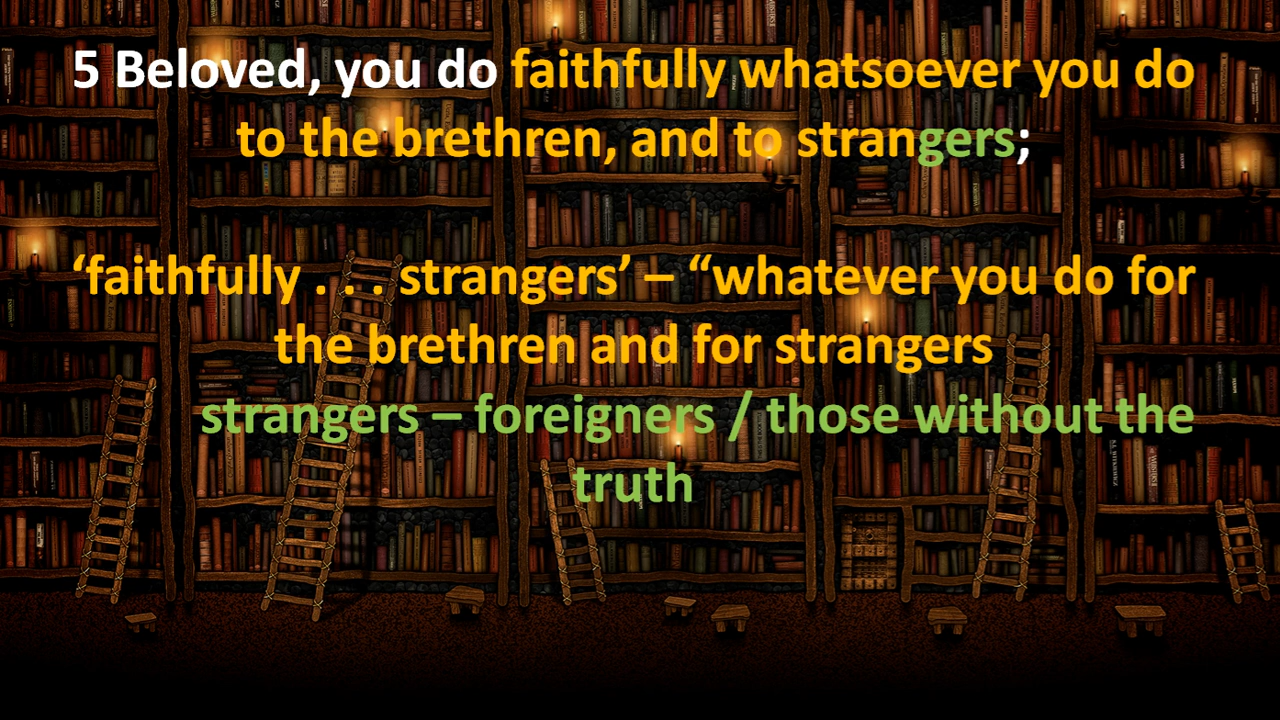 5 Beloved, you do faithfully whatsoever you do
to the brethren, and to strangers;
‘faithfully . . . strangers’ – “whatever you do for
the brethren and for strangers
strangers – foreigners / those without the
truth